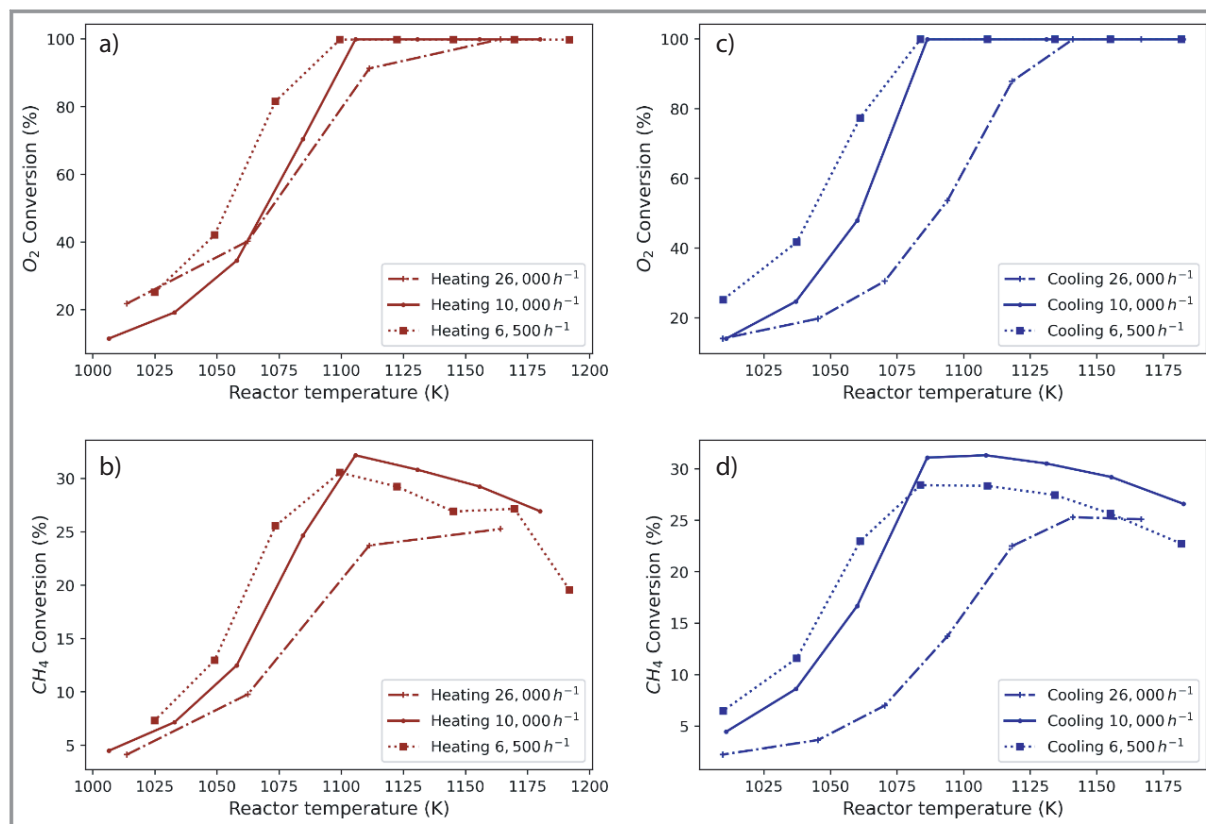 a)
100
80
60
40
20
O₂ Conversion (%)
Heating 26,000 h⁻¹
Heating 10,000 h⁻¹
Heating 6,500 h⁻¹
1000 1025 1050 1075 1100 1125 1150 1175 1200
Reactor temperature (K)
c)
100
80
60
40
20
O₂ Conversion (%)
Cooling 26,000 h⁻¹
Cooling 10,000 h⁻¹
Cooling 6,500 h⁻¹
1025 1050 1075 1100 1125 1150 1175
Reactor temperature (K)
b)
30
25
20
15
10
5
CH₄ Conversion (%)
Heating 26,000 h⁻¹
Heating 10,000 h⁻¹
Heating 6,500 h⁻¹
1000 1025 1050 1075 1100 1125 1150 1175 1200
Reactor temperature (K)
d)
30
25
20
15
10
5
CH₄ Conversion (%)
Cooling 26,000 h⁻¹
Cooling 10,000 h⁻¹
Cooling 6,500 h⁻¹
1025 1050 1075 1100 1125 1150 1175
Reactor temperature (K)